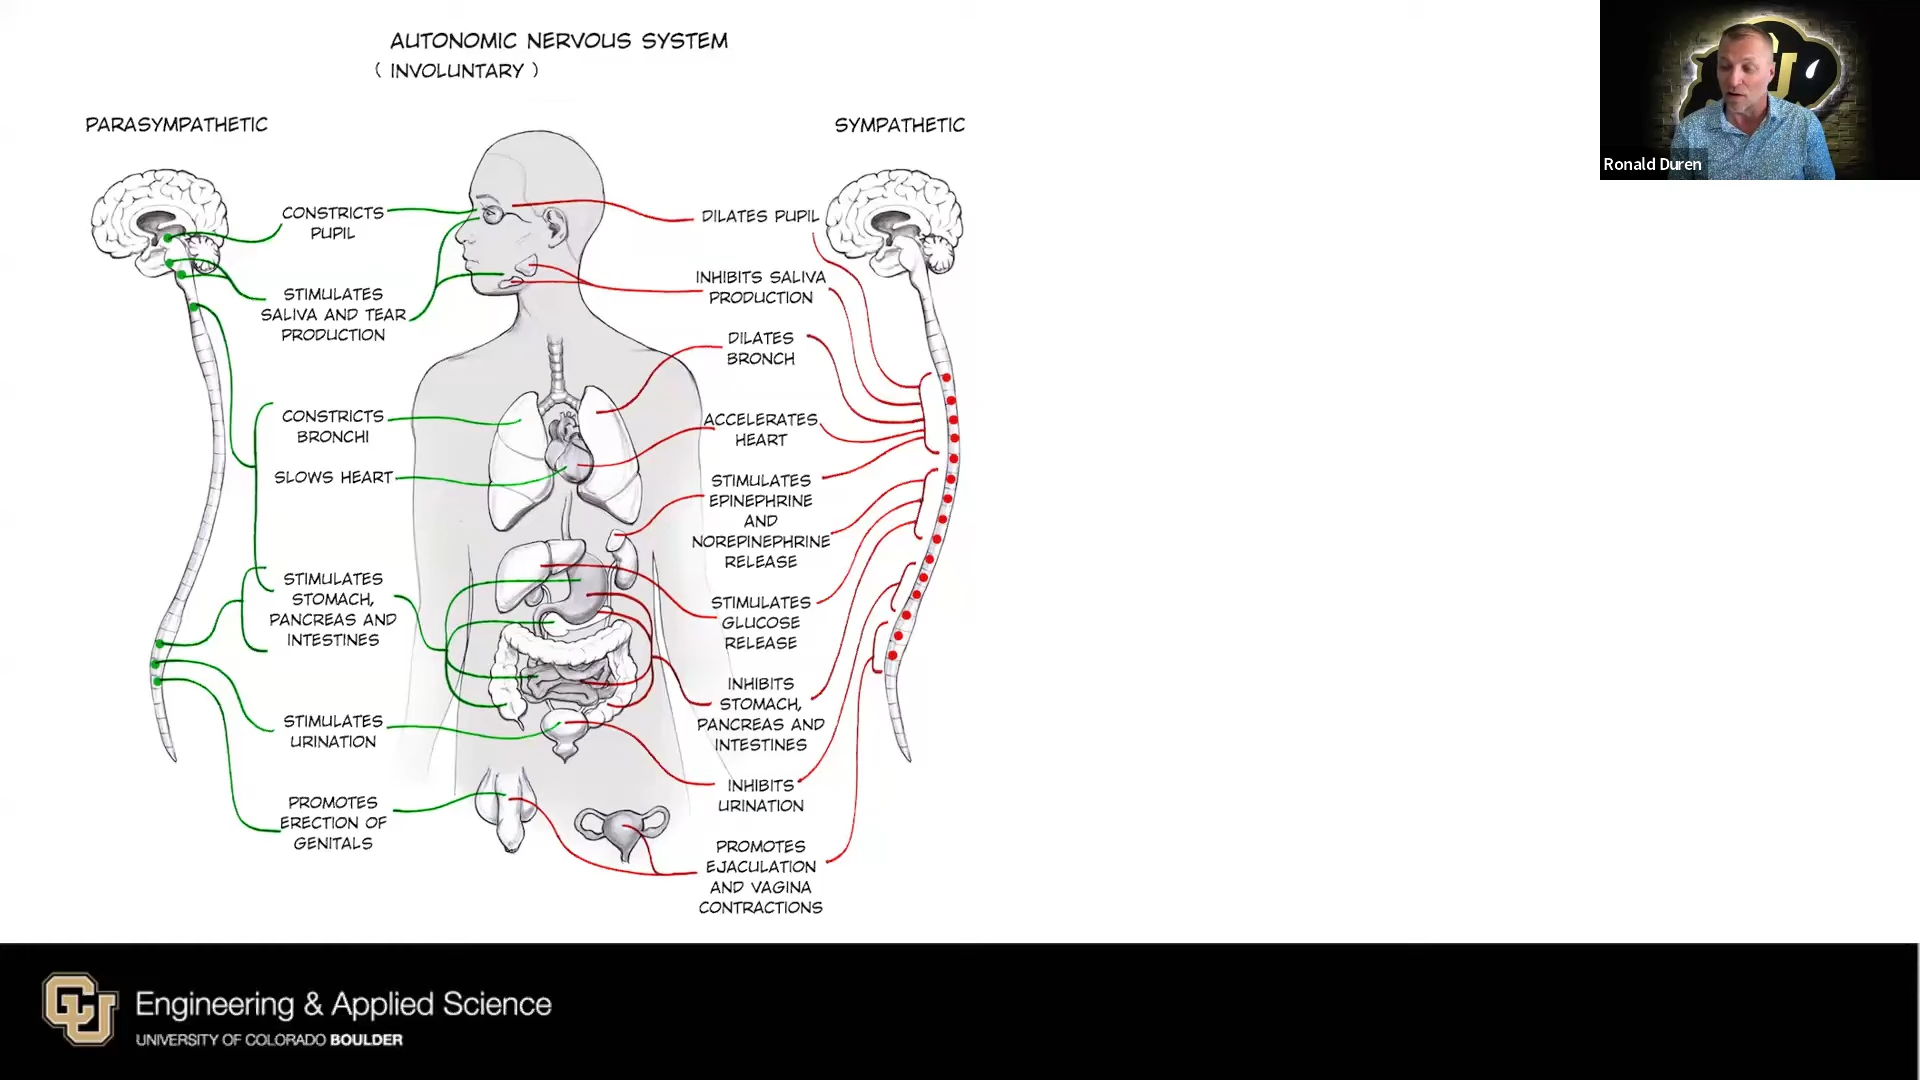 AUTONOMIC NERVOUS SYSTEM
( INVOLUNTARY )
PARASYMPATHETIC
CONSTRICTS
PUPIL
STIMULATES
SALIVA AND TEAR
PRODUCTION
CONSTRICTS
BRONCHI
SLOWS HEART
STIMULATES
STOMACH,
PANCREAS AND
INTESTINES
STIMULATES
URINATION
PROMOTES
ERECTION OF
GENITALS
SYMPATHETIC
DILATES PUPIL
INHIBITS SALIVA
PRODUCTION
DILATES
BRONCH
ACCELERATES
HEART
STIMULATES
EPINEPHRINE
AND
NOREPINEPHRINE
RELEASE
STIMULATES
GLUCOSE
RELEASE
INHIBITS
STOMACH,
PANCREAS AND
INTESTINES
INHIBITS
URINATION
PROMOTES
EJACULATION
AND VAGINA
CONTRACTIONS
Ronald Duren
CU
Engineering & Applied Science
UNIVERSITY OF COLORADO BOULDER